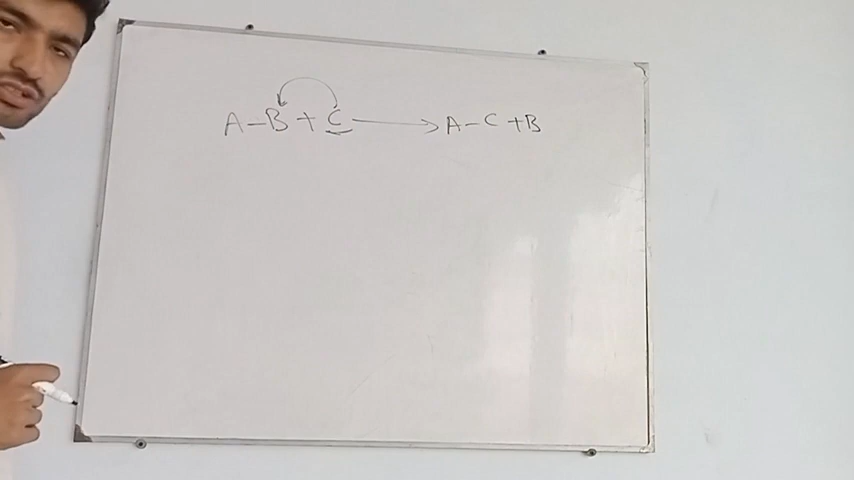 A-B + C ⟶ A-C + B